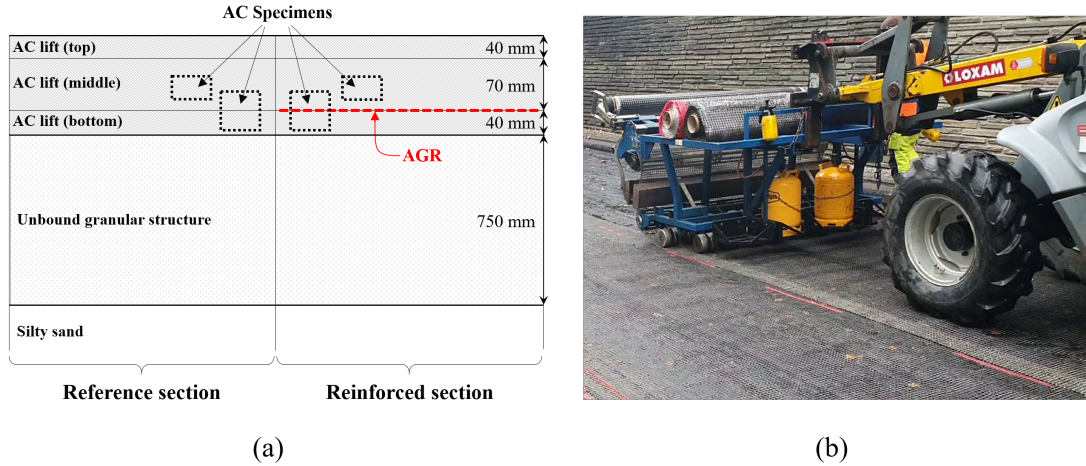 AC Specimens
AC lift (top)
40 mm
AC lift (middle)
70 mm
AC lift (bottom)
40 mm
AGR
Unbound granular structure
750 mm
Silty sand
Reference section
Reinforced section
LOXAM
(a)
(b)